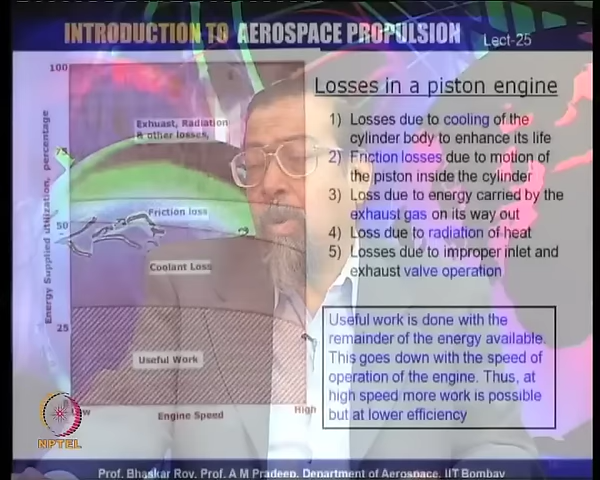 INTRODUCTION TO AEROSPACE PROPULSION
Lect-25
Losses in a piston engine
1) Losses due to cooling of the
cylinder body to enhance its life
2) Friction losses due to motion of
the piston inside the cylinder
3) Loss due to energy carried by the
exhaust gas on its way out
4) Loss due to radiation of heat
5) Losses due to improper inlet and
exhaust valve operation
Useful work is done with the
remainder of the energy available.
This goes down with the speed of
operation of the engine. Thus, at
high speed more work is possible
but at lower efficiency
Energy Supplied utilization, percentage
100
75
50
25
Exhuast, Radiation
& other losses,
Friction loss
Coolant Loss
Useful Work
Low
Engine Speed
High
NPTEL
Prof. Bhaskar Roy, Prof. A M Pradeep, Department of Aerospace, IIT Bombay